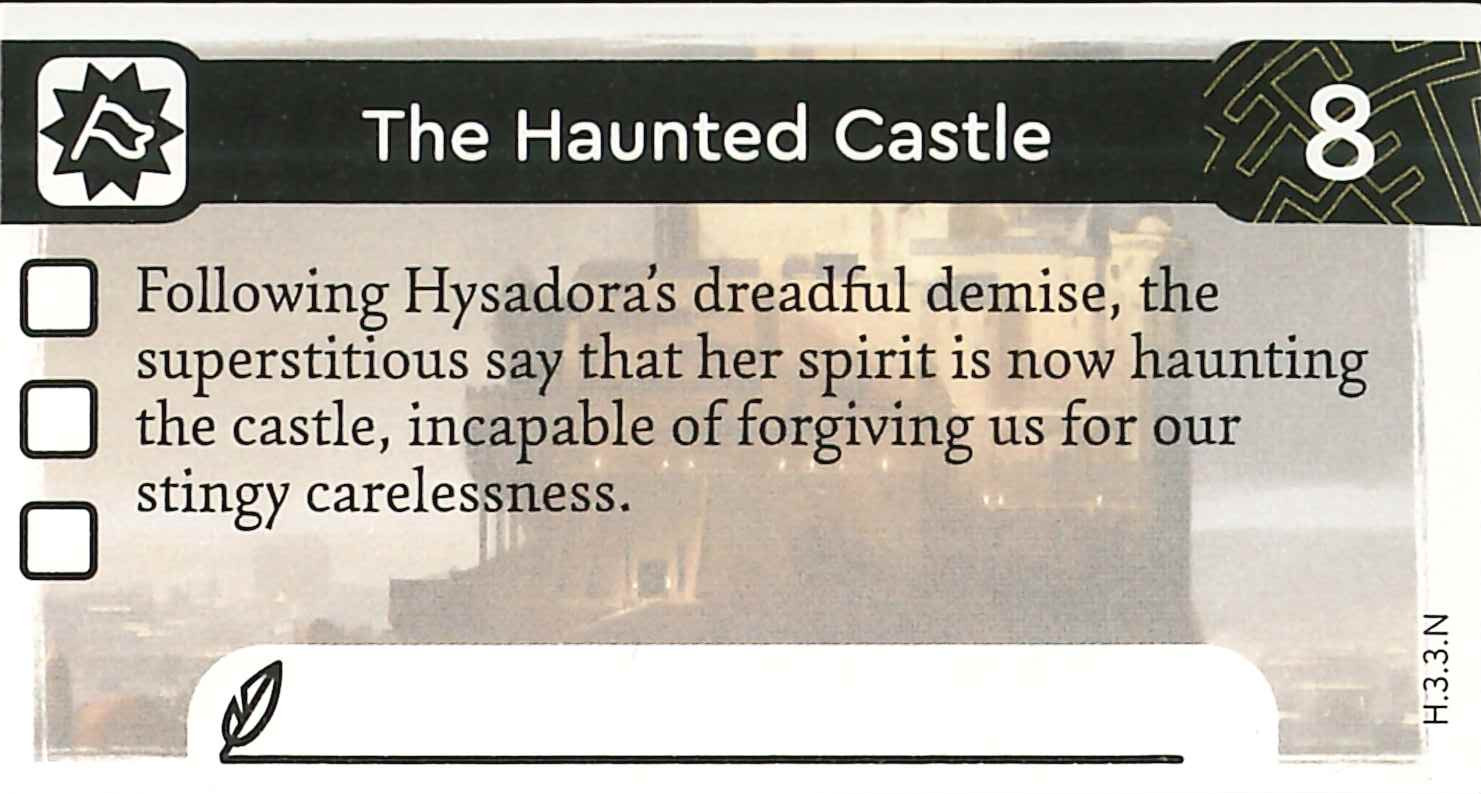 The Haunted Castle
8
Following Hysadora's dreadful demise, the
superstitious say that her spirit is now haunting
the castle, incapable of forgiving us for our
stingy carelessness.
H.3.3.N